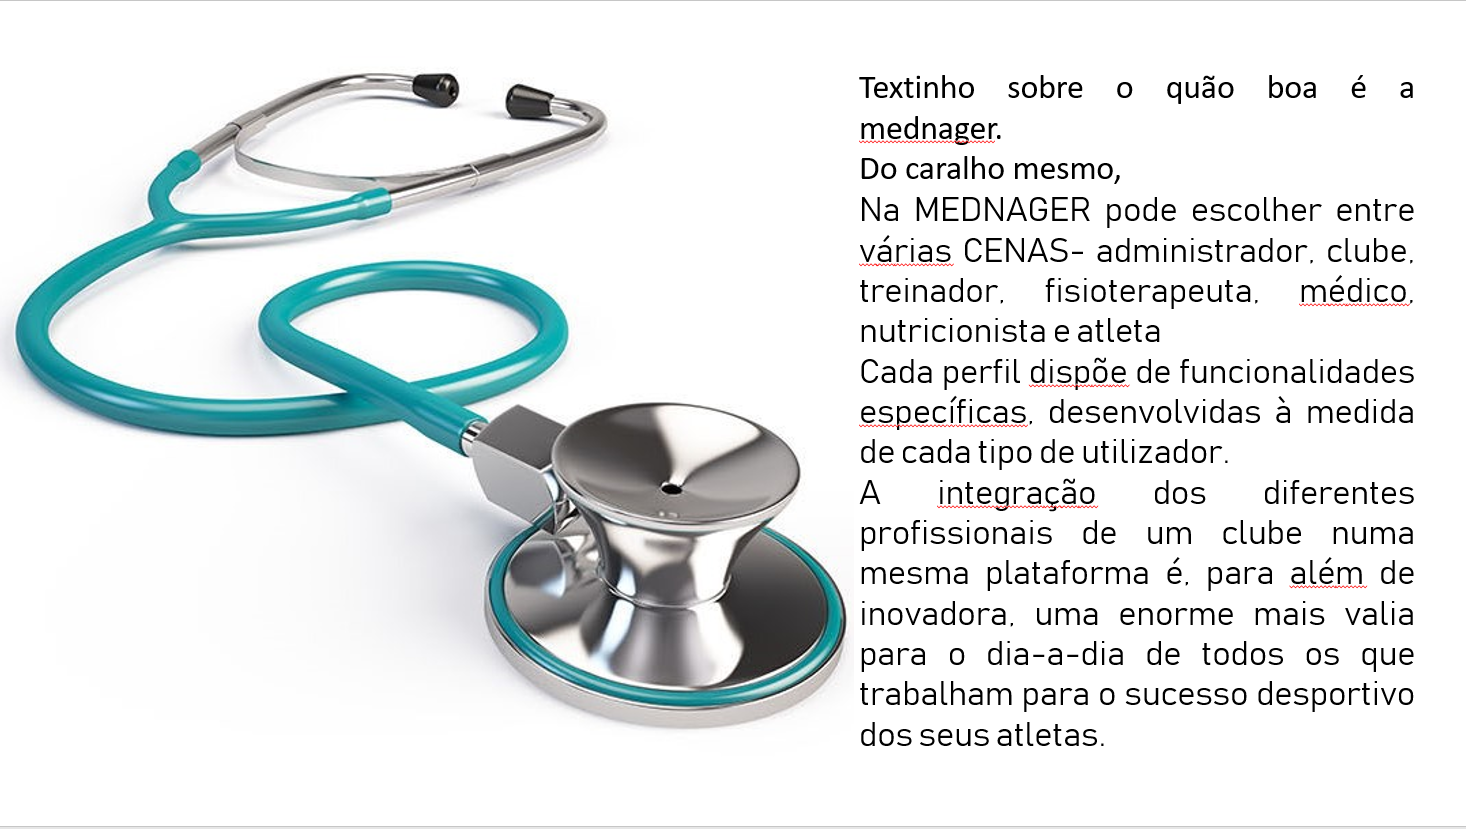 Textinho sobre o quão boa é a
mednager.
Do caralho mesmo,
Na MEDNAGER pode escolher entre
várias CENAS- administrador, clube,
treinador, fisioterapeuta, médico,
nutricionista e atleta
Cada perfil dispõe de funcionalidades
específicas, desenvolvidas à medida
de cada tipo de utilizador.
A integração dos diferentes
profissionais de um clube numa
mesma plataforma é, para além de
inovadora, uma enorme mais valia
para o dia-a-dia de todos os que
trabalham para o sucesso desportivo
dos seus atletas.